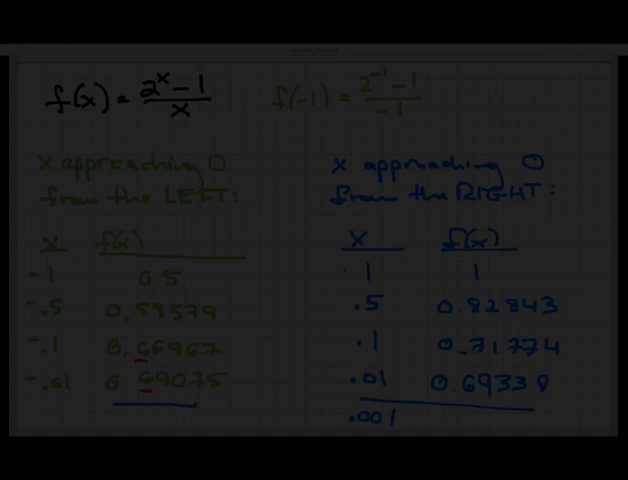 f(x) = 2^x - 1 / x
f(-1) = 2^-1 - 1 / -1
x approaching 0
from the LEFT:
x f(x)
-1 0.5
-.5 0.58579
-.1 0.66967
-.01 0.69075
x approaching 0
from the RIGHT:
x f(x)
1 1
.5 0.82843
.1 0.71774
.01 0.69339
.001